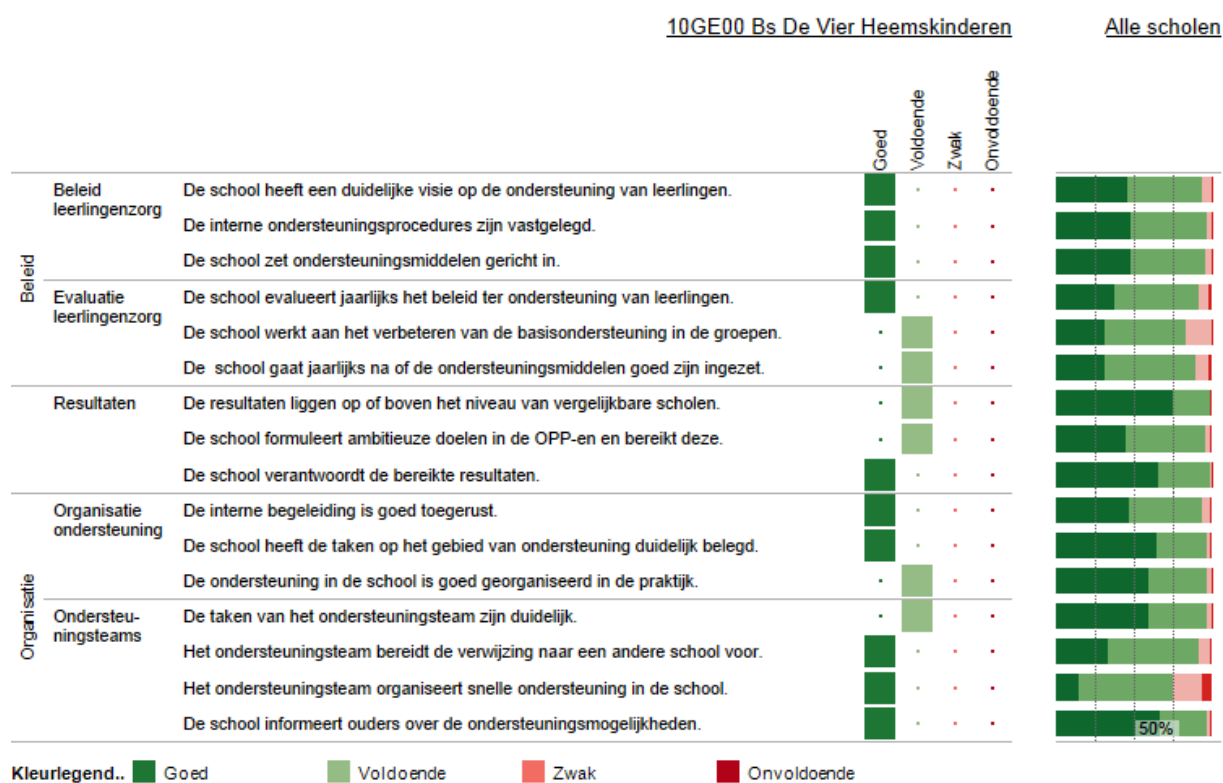 10GE00 Bs De Vier Heemskinderen Alle scholen
Goed Voldoende Zwak Onvoldoende
Beleid
Beleid leerlingenzorg
De school heeft een duidelijke visie op de ondersteuning van leerlingen.
De interne ondersteuningsprocedures zijn vastgelegd.
De school zet ondersteuningsmiddelen gericht in.
Evaluatie leerlingenzorg
De school evalueert jaarlijks het beleid ter ondersteuning van leerlingen.
De school werkt aan het verbeteren van de basisondersteuning in de groepen.
De school gaat jaarlijks na of de ondersteuningsmiddelen goed zijn ingezet.
Resultaten
De resultaten liggen op of boven het niveau van vergelijkbare scholen.
De school formuleert ambitieuze doelen in de OPP-en en bereikt deze.
De school verantwoordt de bereikte resultaten.
Organisatie
Organisatie ondersteuning
De interne begeleiding is goed toegerust.
De school heeft de taken op het gebied van ondersteuning duidelijk belegd.
De ondersteuning in de school is goed georganiseerd in de praktijk.
Ondersteu-
ningsteams
De taken van het ondersteuningsteam zijn duidelijk.
Het ondersteuningsteam bereidt de verwijzing naar een andere school voor.
Het ondersteuningsteam organiseert snelle ondersteuning in de school.
De school informeert ouders over de ondersteuningsmogelijkheden.
50%
Kleurlegend.. Goed Voldoende Zwak Onvoldoende